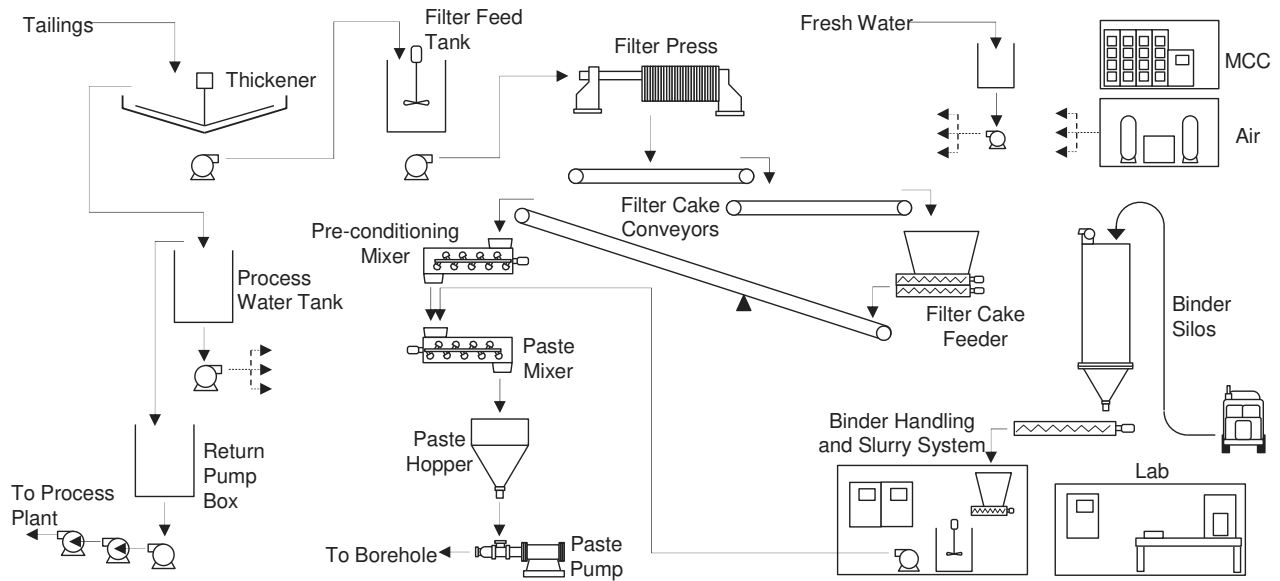 Tailings
Thickener
Filter Feed
Tank
Filter Press
Fresh Water
MCC
Air
Filter Cake
Conveyors
Pre-conditioning
Mixer
Process
Water Tank
Filter Cake
Feeder
Binder
Silos
Paste
Mixer
Paste
Hopper
Binder Handling
and Slurry System
Return
Pump
Box
Lab
To Process
Plant
To Borehole
Paste
Pump